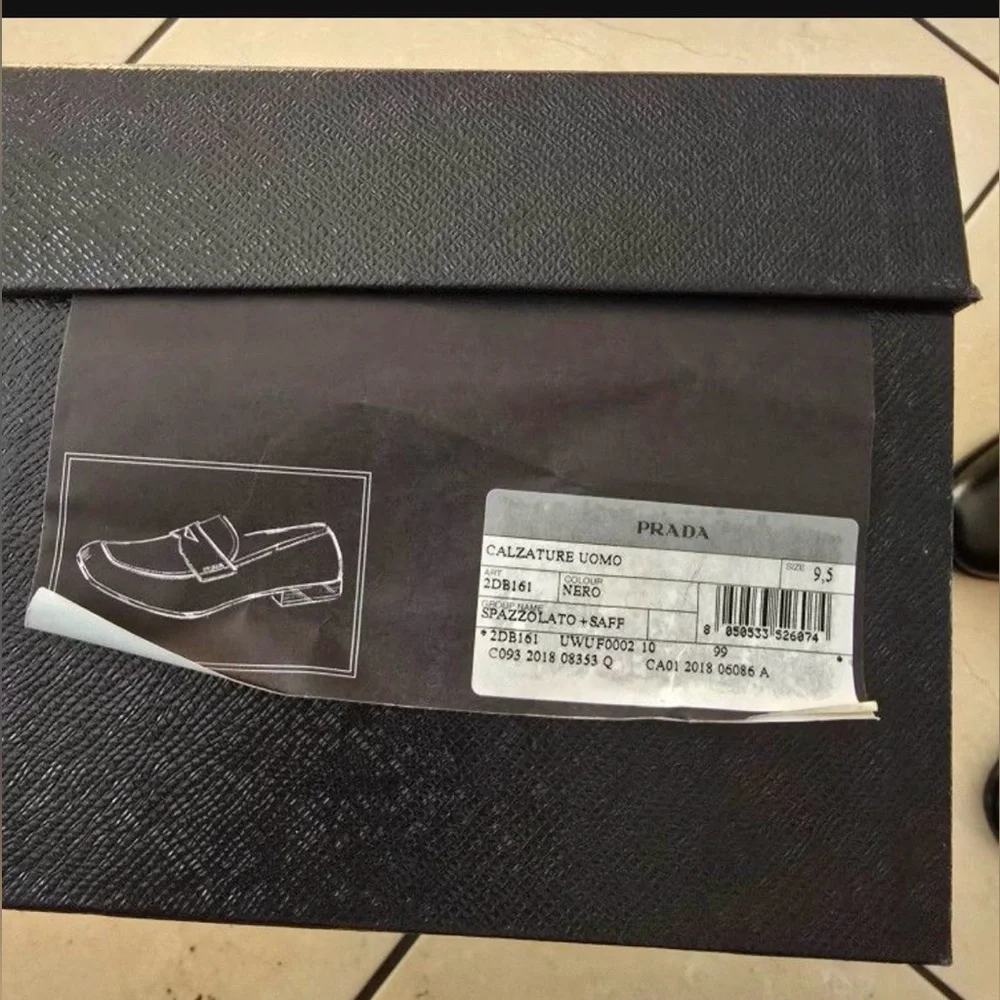 PRADA
CALZATURE UOMO
SIZE 9,5
ART COLOUR
2DB161 NERO
GROUP NAME
SPAZZOLATO +SAFF
8 050533 526074
*2DB161 UWUF0002 10 99 *
C093 2018 08353 Q CA01 2018 06086 A